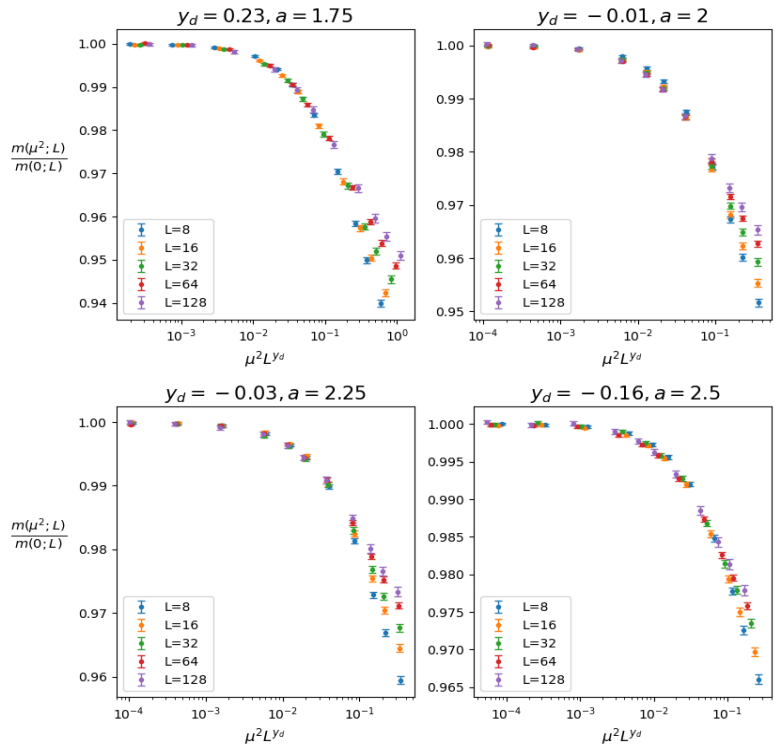 y_d = 0.23, a = 1.75
1.00
0.99
0.98
0.97
0.96
0.95
0.94
m(μ²; L)
m(0; L)
L=8
L=16
L=32
L=64
L=128
10⁻³
10⁻²
10⁻¹
10⁰
μ²L^{y_d}
y_d = −0.01, a = 2
1.00
0.99
0.98
0.97
0.96
0.95
L=8
L=16
L=32
L=64
L=128
10⁻⁴
10⁻³
10⁻²
10⁻¹
μ²L^{y_d}
y_d = −0.03, a = 2.25
1.00
0.99
0.98
0.97
0.96
m(μ²; L)
m(0; L)
L=8
L=16
L=32
L=64
L=128
10⁻⁴
10⁻³
10⁻²
10⁻¹
μ²L^{y_d}
y_d = −0.16, a = 2.5
1.000
0.995
0.990
0.985
0.980
0.975
0.970
0.965
L=8
L=16
L=32
L=64
L=128
10⁻⁴
10⁻³
10⁻²
10⁻¹
μ²L^{y_d}